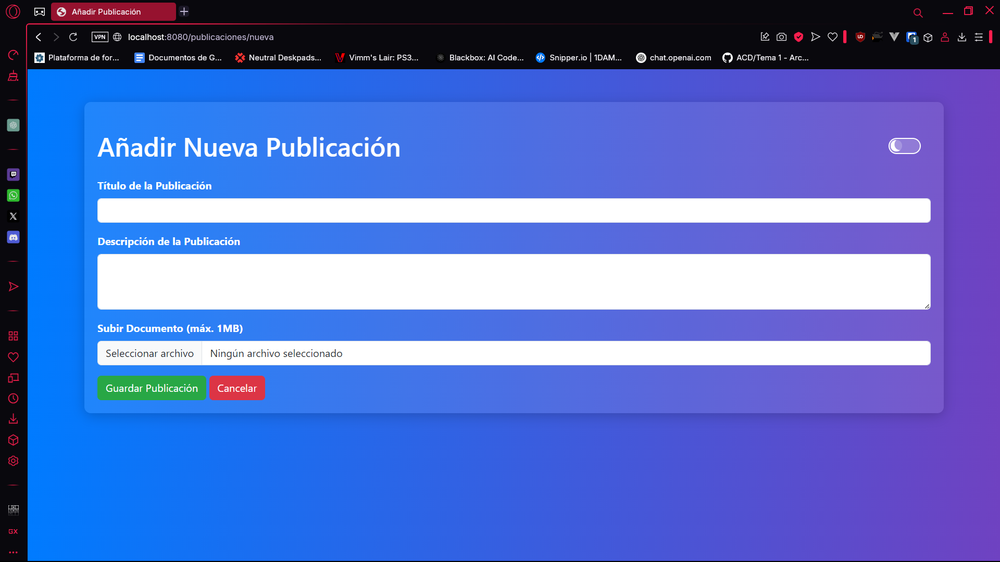 Añadir Publicación
VPN localhost:8080/publicaciones/nueva
1
Plataforma de for... Documentos de G... Neutral Deskpads... Vimm's Lair: PS3... Blackbox: AI Code... Snipper.io | 1DAM... chat.openai.com ACD/Tema 1 - Arc...
Añadir Nueva Publicación
Título de la Publicación
Descripción de la Publicación
Subir Documento (máx. 1MB)
Seleccionar archivo Ningún archivo seleccionado
Guardar Publicación Cancelar
GX